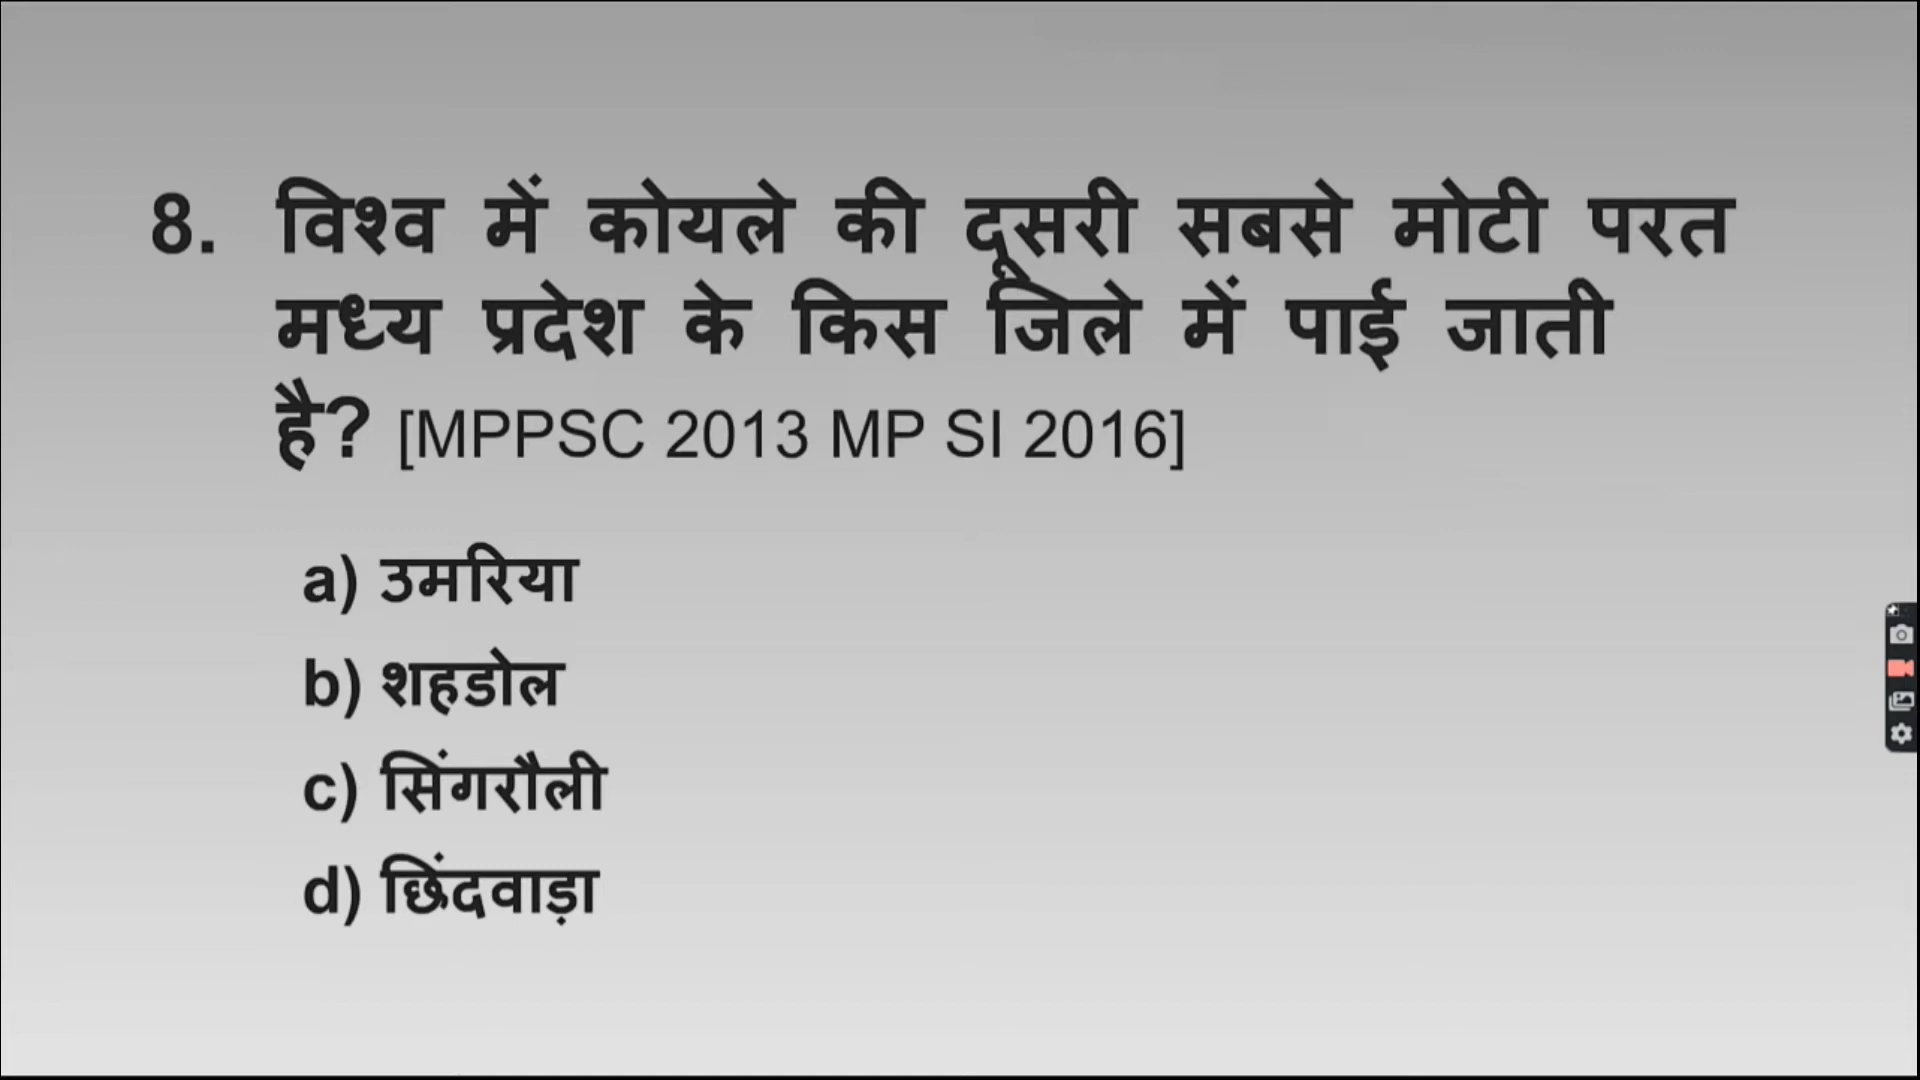 8. विश्व में कोयले की दूसरी सबसे मोटी परत
मध्य प्रदेश के किस जिले में पाई जाती
है? [MPPSC 2013 MP SI 2016]
a) उमरिया
b) शहडोल
c) सिंगरौली
d) छिंदवाड़ा